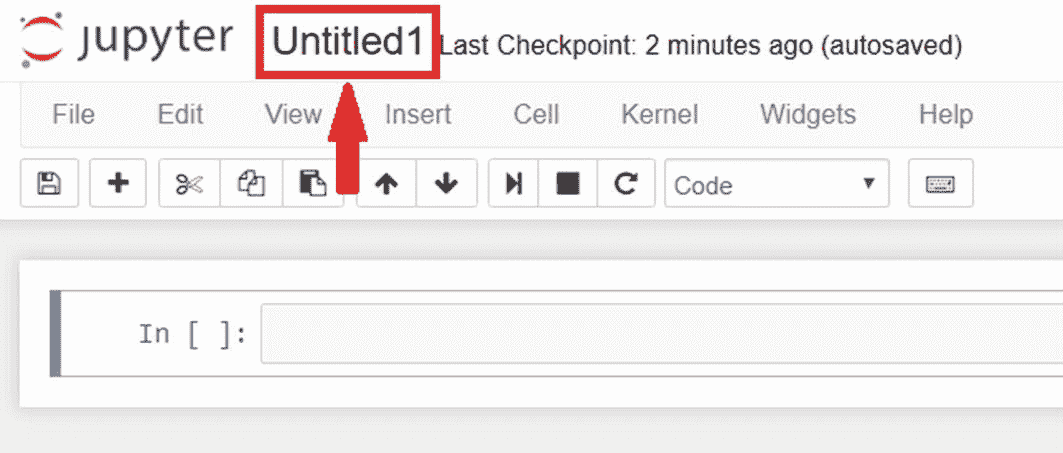 jupyter Untitled1 Last Checkpoint: 2 minutes ago (autosaved)
File Edit View Insert Cell Kernel Widgets Help
Code
In [ ]: